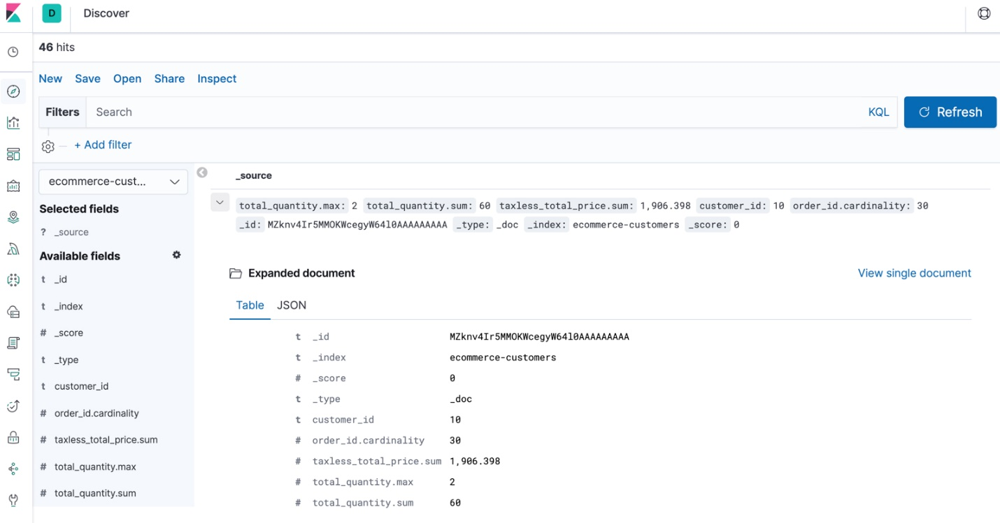 D Discover
46 hits
New Save Open Share Inspect
Filters Search KQL Refresh
+ Add filter
ecommerce-cust...
Selected fields
? _source
Available fields
t _id
t _index
# _score
t _type
t customer_id
# order_id.cardinality
# taxless_total_price.sum
# total_quantity.max
# total_quantity.sum
_source
total_quantity.max: 2 total_quantity.sum: 60 taxless_total_price.sum: 1,906.398 customer_id: 10 order_id.cardinality: 30
_id: MZknv4Ir5MMOKWcegyW64l0AAAAAAAAA _type: _doc _index: ecommerce-customers _score: 0
Expanded document View single document
Table JSON
t _id MZknv4Ir5MMOKWcegyW64l0AAAAAAAAA
t _index ecommerce-customers
# _score 0
t _type _doc
t customer_id 10
# order_id.cardinality 30
# taxless_total_price.sum 1,906.398
# total_quantity.max 2
# total_quantity.sum 60